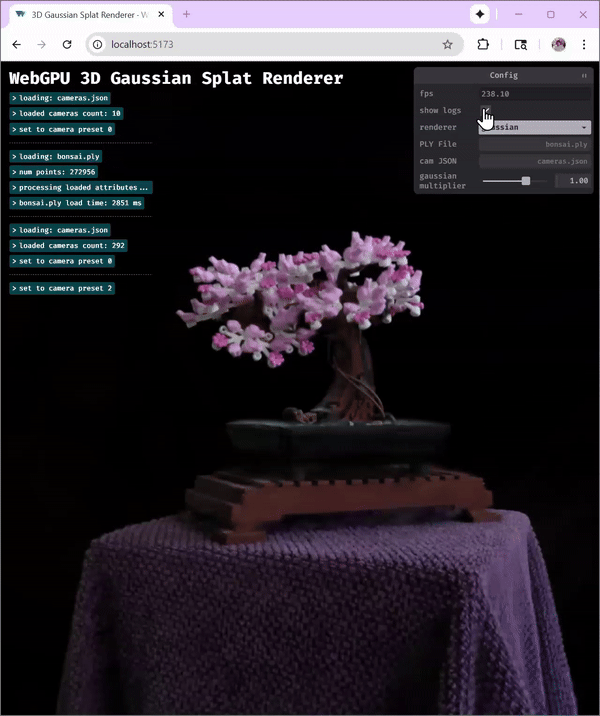 3D Gaussian Splat Renderer - W
localhost:5173
WebGPU 3D Gaussian Splat Renderer
> loading: cameras.json
> loaded cameras count: 10
> set to camera preset 0
> loading: bonsai.ply
> num points: 272956
> processing loaded attributes...
> bonsai.ply load time: 2851 ms
> loading: cameras.json
> loaded cameras count: 292
> set to camera preset 0
> set to camera preset 2
Config
fps 238.10
show logs
renderer ussian
PLY File bonsai.ply
cam JSON cameras.json
gaussian
multiplier 1.00